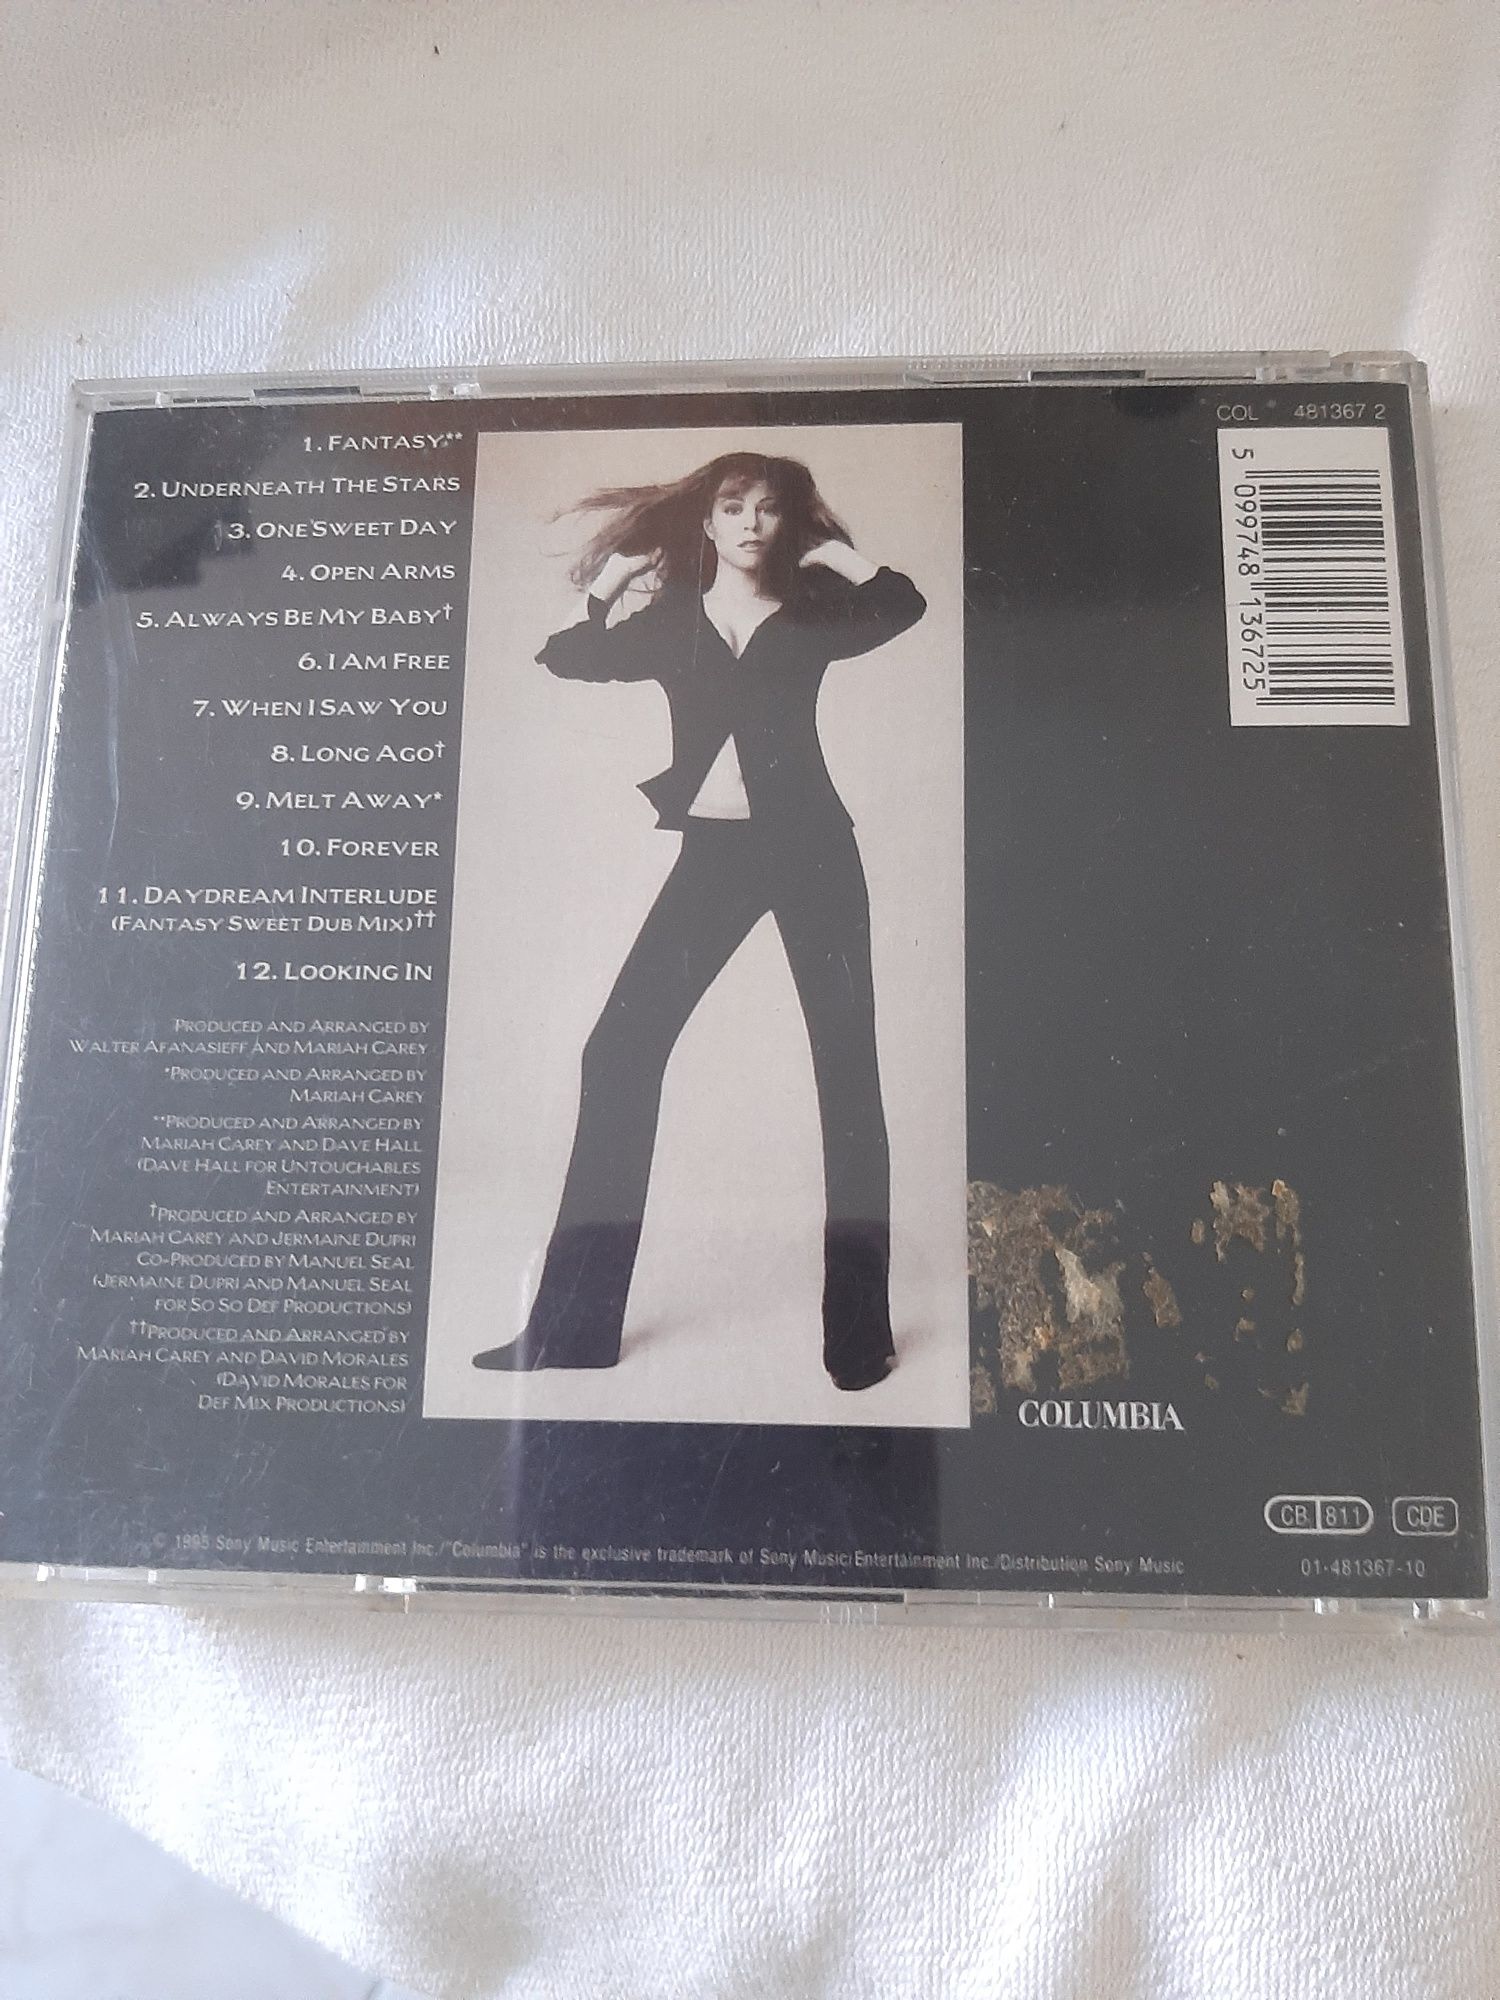 1. FANTASY**
2. UNDERNEATH THE STARS
3. ONE SWEET DAY
4. OPEN ARMS
5. ALWAYS BE MY BABY†
6. I AM FREE
7. WHEN I SAW YOU
8. LONG AGO†
9. MELT AWAY*
10. FOREVER
11. DAYDREAM INTERLUDE
(FANTASY SWEET DUB MIX)††
12. LOOKING IN
PRODUCED AND ARRANGED BY
WALTER AFANASIEFF AND MARIAH CAREY
*PRODUCED AND ARRANGED BY
MARIAH CAREY
**PRODUCED AND ARRANGED BY
MARIAH CAREY AND DAVE HALL
(DAVE HALL FOR UNTOUCHABLES
ENTERTAINMENT)
†PRODUCED AND ARRANGED BY
MARIAH CAREY AND JERMAINE DUPRI
CO-PRODUCED BY MANUEL SEAL
(JERMAINE DUPRI AND MANUEL SEAL
FOR SO SO DEF PRODUCTIONS)
††PRODUCED AND ARRANGED BY
MARIAH CAREY AND DAVID MORALES
(DAVID MORALES FOR
DEF MIX PRODUCTIONS)
COL 481367 2
5 099748 136725
COLUMBIA
CB 811 CDE
© 1995 Sony Music Entertainment Inc./"Columbia" is the exclusive trademark of Sony Music Entertainment Inc./Distribution Sony Music
01-481367-10